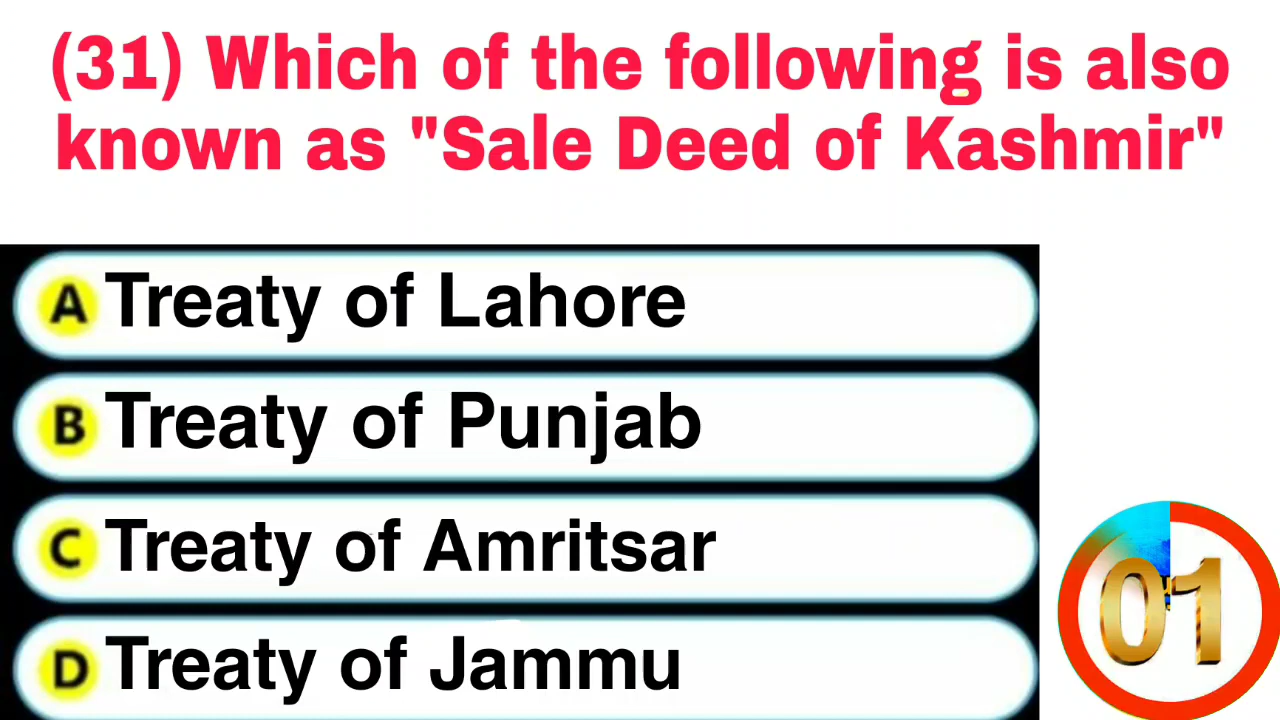 (31) Which of the following is also
known as "Sale Deed of Kashmir"
A Treaty of Lahore
B Treaty of Punjab
C Treaty of Amritsar
D Treaty of Jammu
01